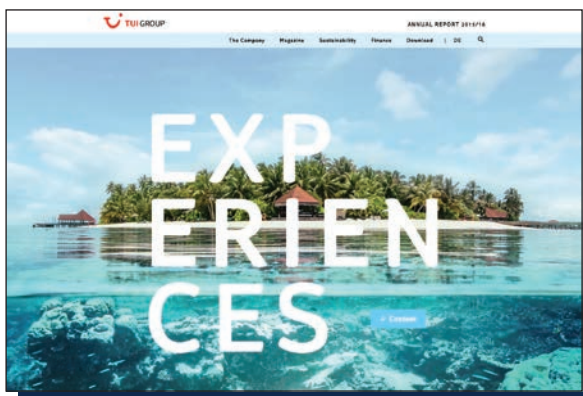 TUI GROUP
ANNUAL REPORT 2015/16
The Company Magazine Sustainability Finance Download | DE
EXP
ERIEN
CES
Content